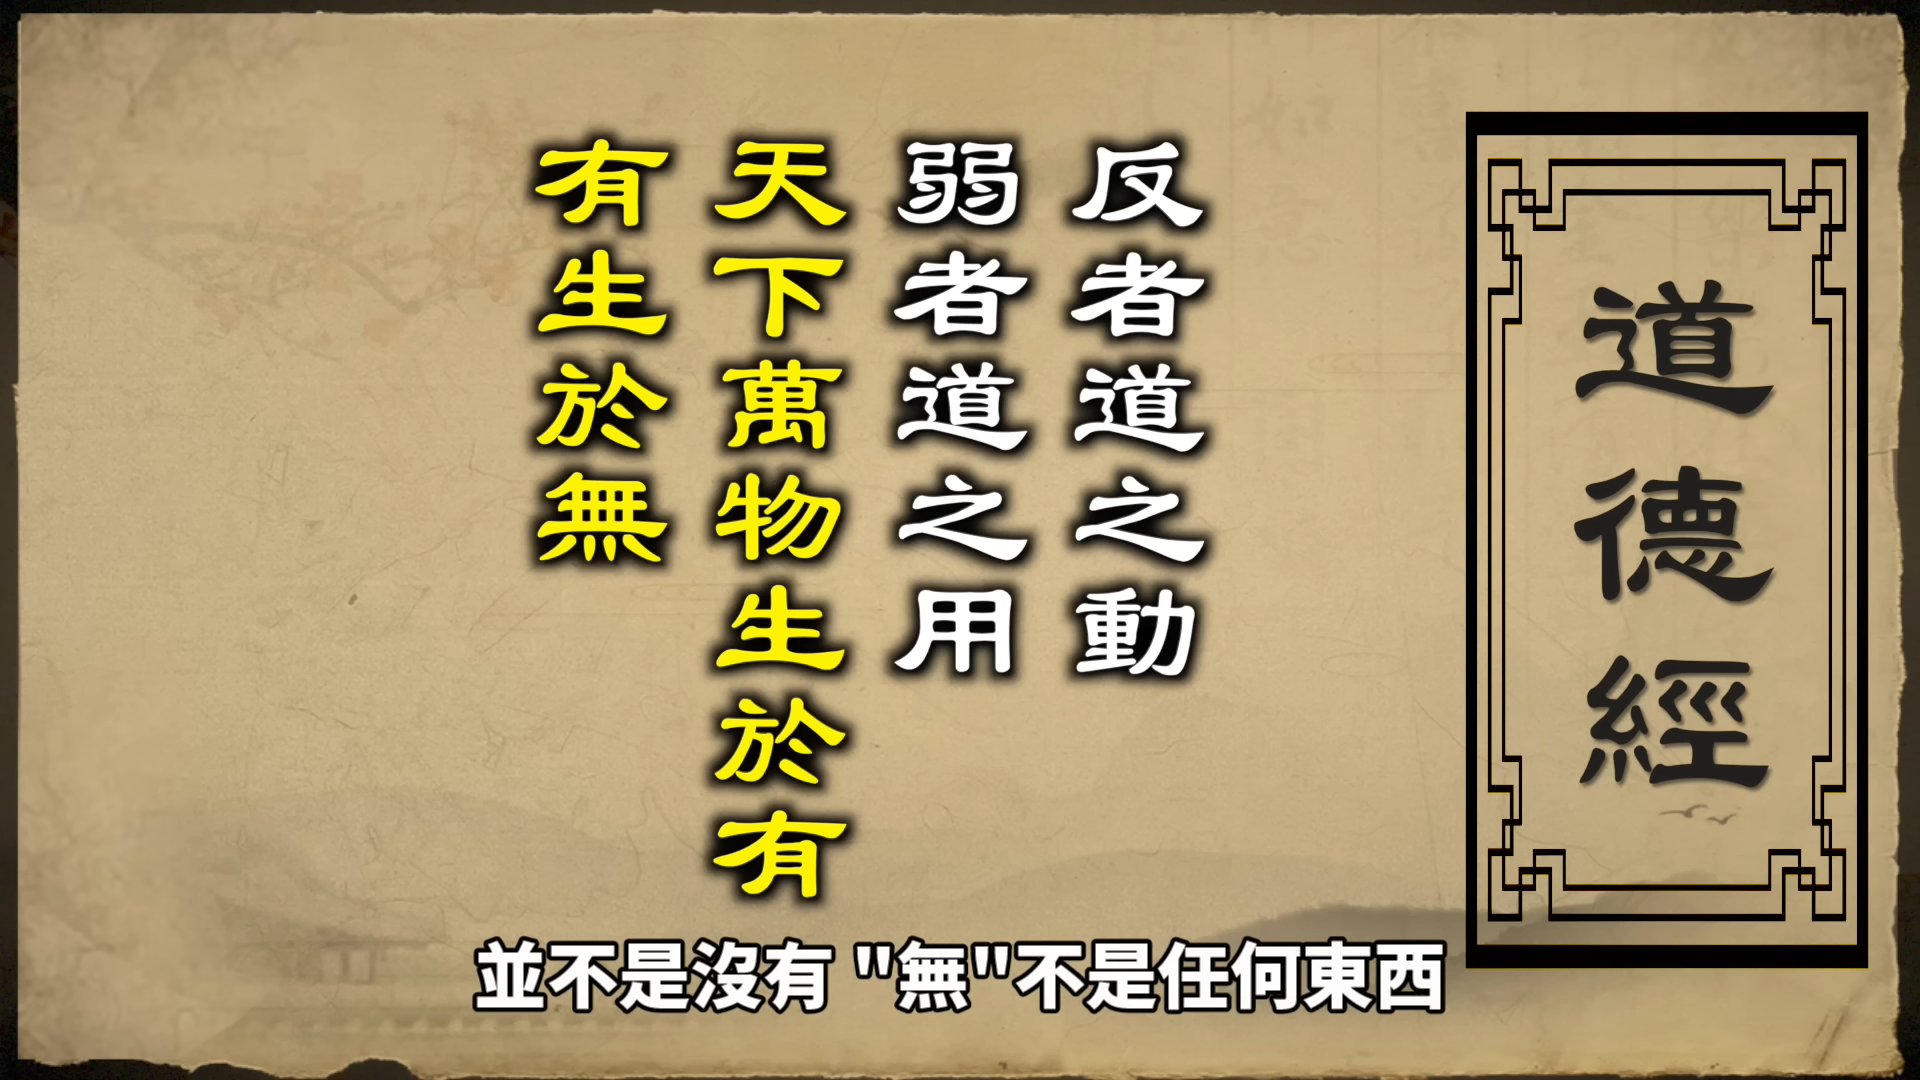 道德經
反者道之動
弱者道之用
天下萬物生於有
有生於無
並不是沒有 "無"不是任何東西